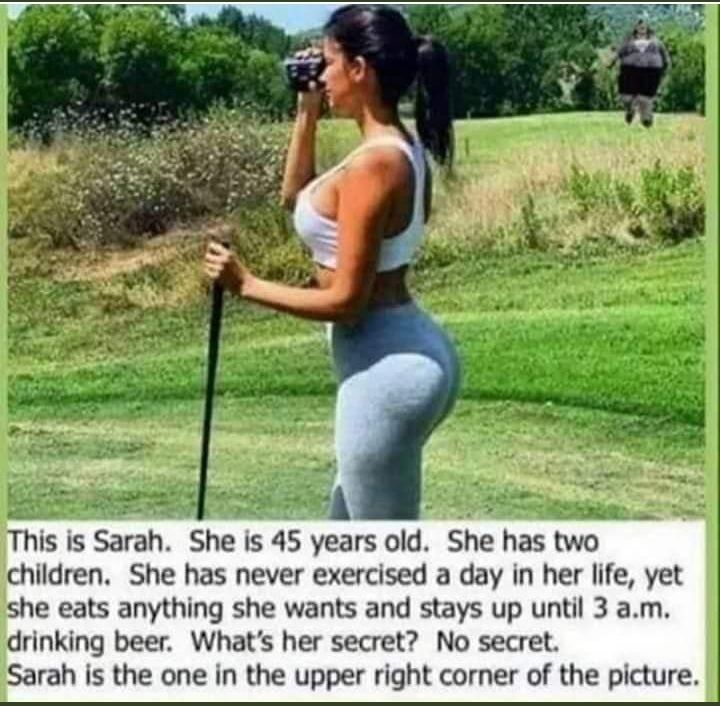 This is Sarah.  She is 45 years old.  She has two
children.  She has never exercised a day in her life, yet
she eats anything she wants and stays up until 3 a.m.
drinking beer.  What's her secret?  No secret.
Sarah is the one in the upper right corner of the picture.